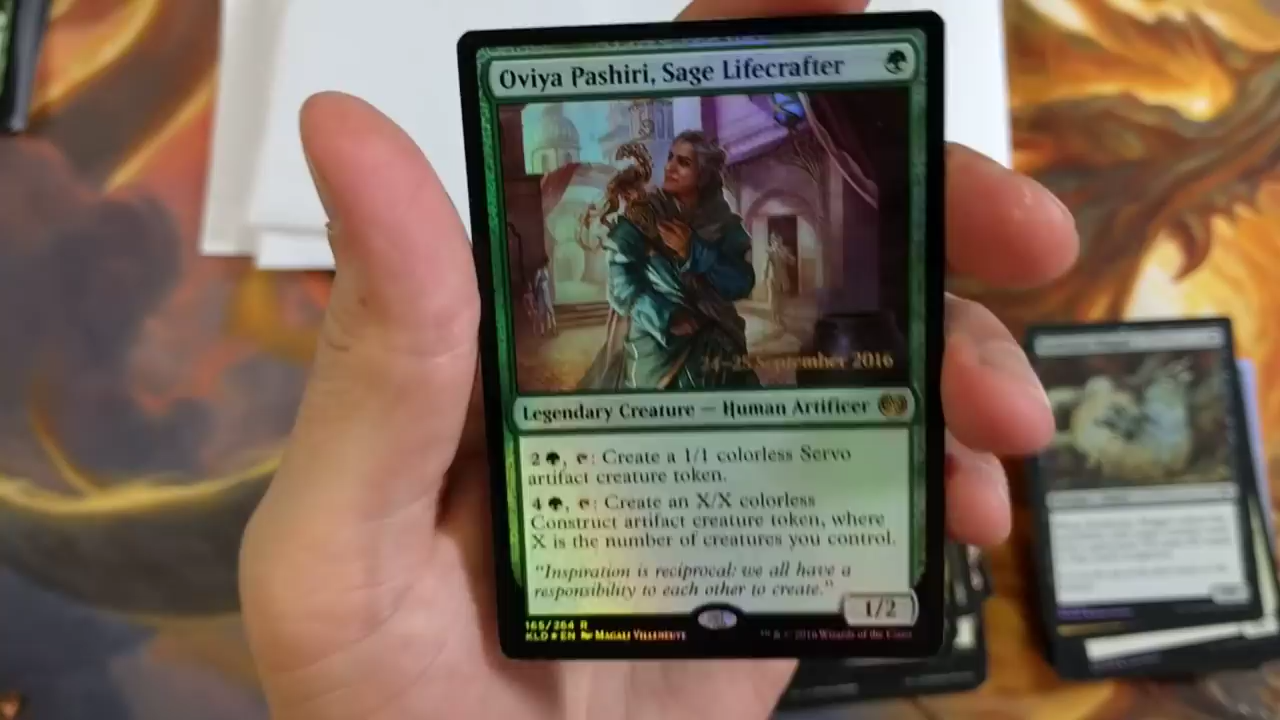 Oviya Pashiri, Sage Lifecrafter
24–25 September 2016
Legendary Creature — Human Artificer
2, : Create a 1/1 colorless Servo
artifact creature token.
4, : Create an X/X colorless
Construct artifact creature token, where
X is the number of creatures you control.
"Inspiration is reciprocal: we all have a
responsibility to each other to create."
1/2
165/264 R
KLD EN Magali Villeneuve
™ & © 2016 Wizards of the Coast